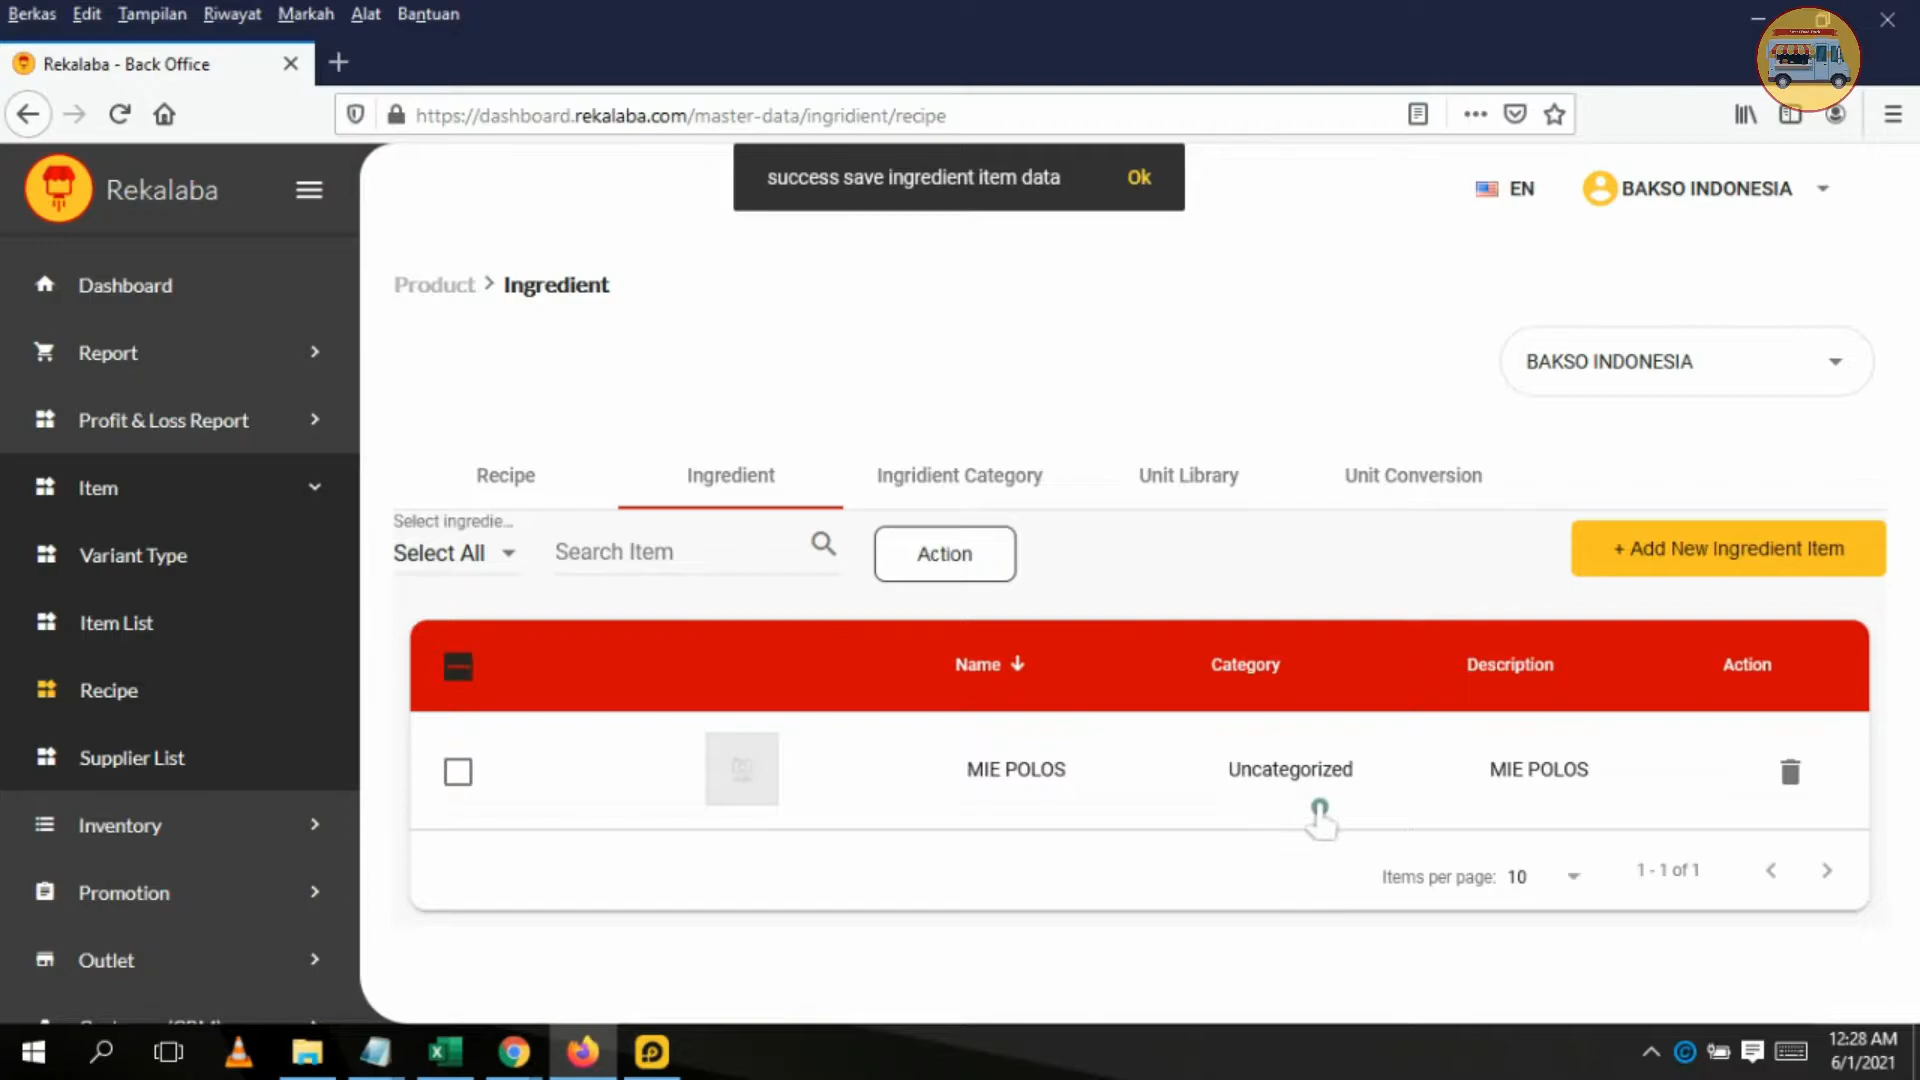 Berkas Edit Tampilan Riwayat Markah Alat Bantuan
Rekalaba - Back Office
https://dashboard.rekalaba.com/master-data/ingridient/recipe
Rekalaba
success save ingredient item data Ok
EN
BAKSO INDONESIA
Dashboard
Report
Profit & Loss Report
Item
Variant Type
Item List
Recipe
Supplier List
Inventory
Promotion
Outlet
Product > Ingredient
BAKSO INDONESIA
Recipe Ingredient Ingridient Category Unit Library Unit Conversion
Select ingredie...
Select All
Search Item
Action
+ Add New Ingredient Item
Name Category Description Action
MIE POLOS Uncategorized MIE POLOS
Items per page: 10 1 - 1 of 1
12:28 AM
6/1/2021